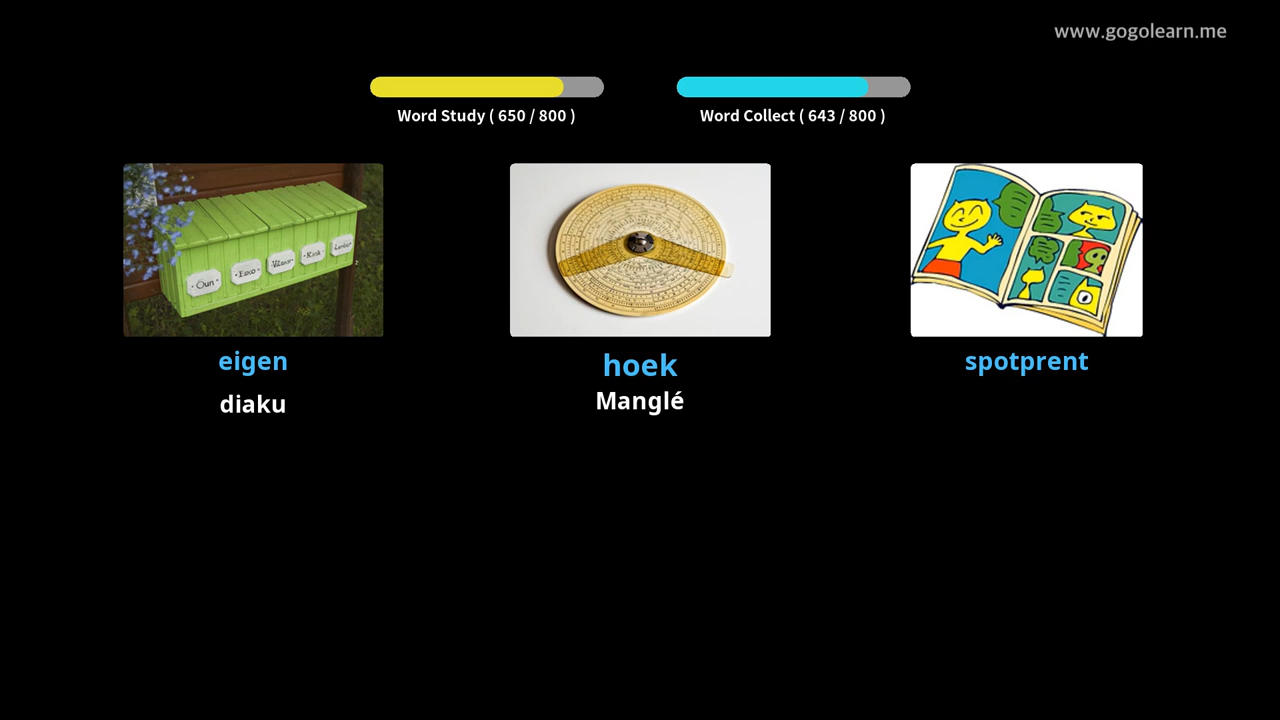 www.gogolearn.me
Word Study ( 650 / 800 )
Word Collect ( 643 / 800 )
eigen
diaku
hoek
Manglé
spotprent